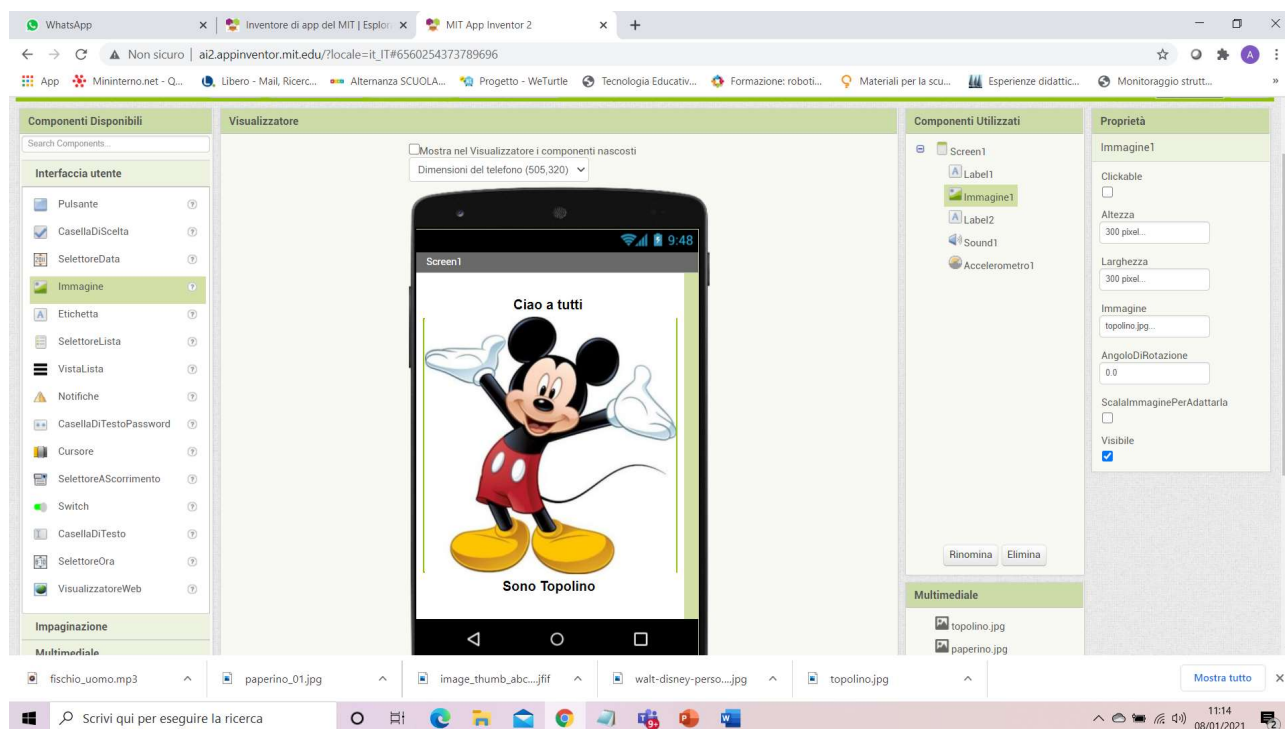 WhatsApp
Inventore di app del MIT | Esplor
MIT App Inventor 2
Non sicuro | ai2.appinventor.mit.edu/?locale=it_IT#6560254373789696
A
App
Mininterno.net - Q...
Libero - Mail, Ricerc...
Alternanza SCUOLA...
Progetto - WeTurtle
Tecnologia Educativ...
Formazione: roboti...
Materiali per la scu...
Esperienze didattic...
Monitoraggio strutt...
»
Componenti Disponibili
Search Components...
Interfaccia utente
Pulsante
CasellaDiScelta
SelettoreData
Immagine
Etichetta
SelettoreLista
VistaLista
Notifiche
CasellaDiTestoPassword
Cursore
SelettoreAScorrimento
Switch
CasellaDiTesto
SelettoreOra
VisualizzatoreWeb
Impaginazione
Multimediale
Visualizzatore
Mostra nel Visualizzatore i componenti nascosti
Dimensioni del telefono (505,320)
9:48
Screen1
Ciao a tutti
Sono Topolino
Componenti Utilizzati
Screen1
Label1
Immagine1
Label2
Sound1
Accelerometro1
Rinomina Elimina
Multimediale
topolino.jpg
paperino.jpg
Proprietà
Immagine1
Clickable
Altezza
300 pixel...
Larghezza
300 pixel...
Immagine
topolino.jpg...
AngoloDiRotazione
0.0
ScalaImmaginePerAdattarla
Visibile
fischio_uomo.mp3
paperino_01.jpg
image_thumb_abc....jfif
walt-disney-perso....jpg
topolino.jpg
Mostra tutto
Scrivi qui per eseguire la ricerca
9+
11:14
08/01/2021
2